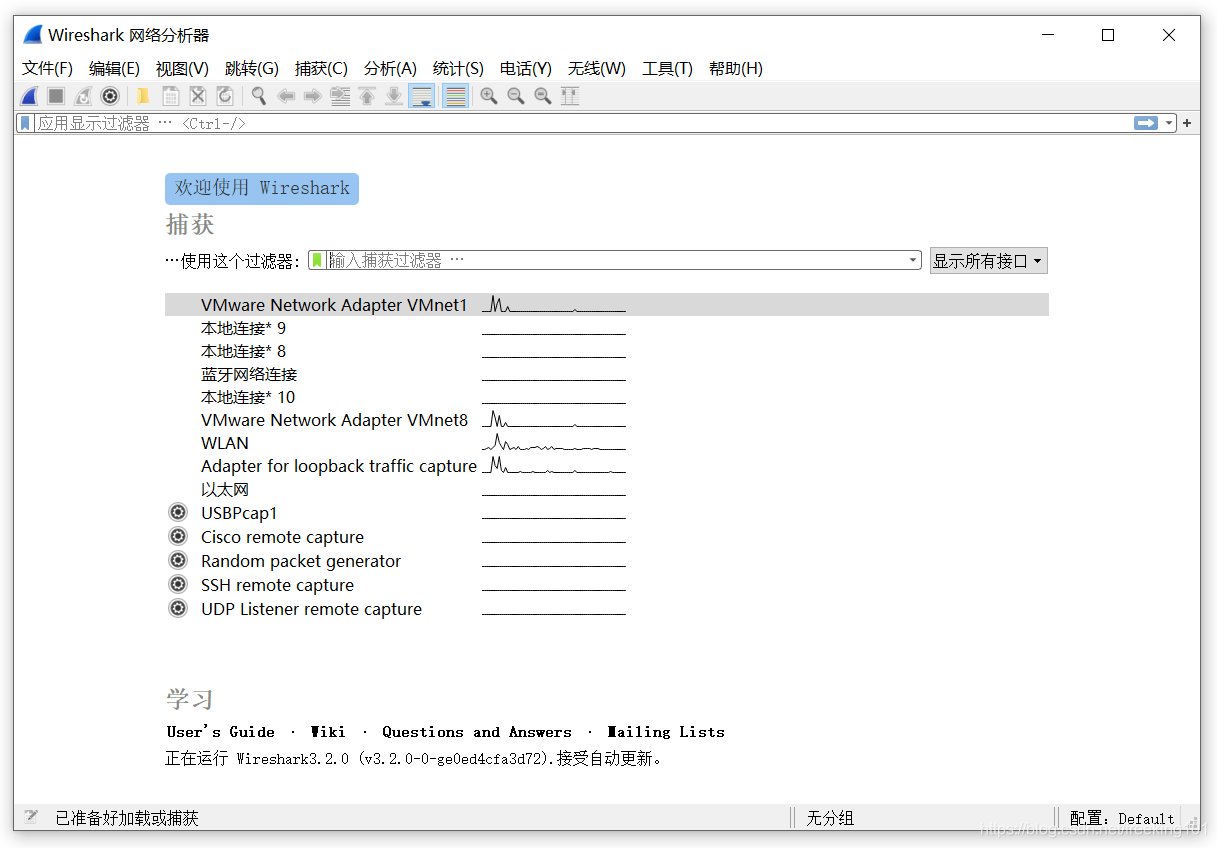 Wireshark 网络分析器
文件(F) 编辑(E) 视图(V) 跳转(G) 捕获(C) 分析(A) 统计(S) 电话(Y) 无线(W) 工具(T) 帮助(H)
应用显示过滤器 … <Ctrl-/>
欢迎使用 Wireshark
捕获
…使用这个过滤器: 输入捕获过滤器 … 显示所有接口
VMware Network Adapter VMnet1
本地连接* 9
本地连接* 8
蓝牙网络连接
本地连接* 10
VMware Network Adapter VMnet8
WLAN
Adapter for loopback traffic capture
以太网
USBPcap1
Cisco remote capture
Random packet generator
SSH remote capture
UDP Listener remote capture
学习
User's Guide · Wiki · Questions and Answers · Mailing Lists
正在运行 Wireshark3.2.0 (v3.2.0-0-ge0ed4cfa3d72).接受自动更新。
已准备好加载或捕获 无分组 配置: Default